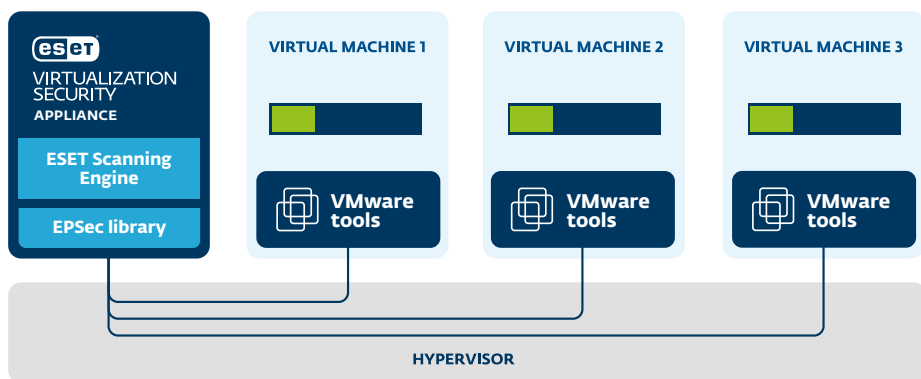 eset
VIRTUALIZATION
SECURITY
APPLIANCE
ESET Scanning
Engine
EPSec library
VIRTUAL MACHINE 1
VMware
tools
VIRTUAL MACHINE 2
VMware
tools
VIRTUAL MACHINE 3
VMware
tools
HYPERVISOR